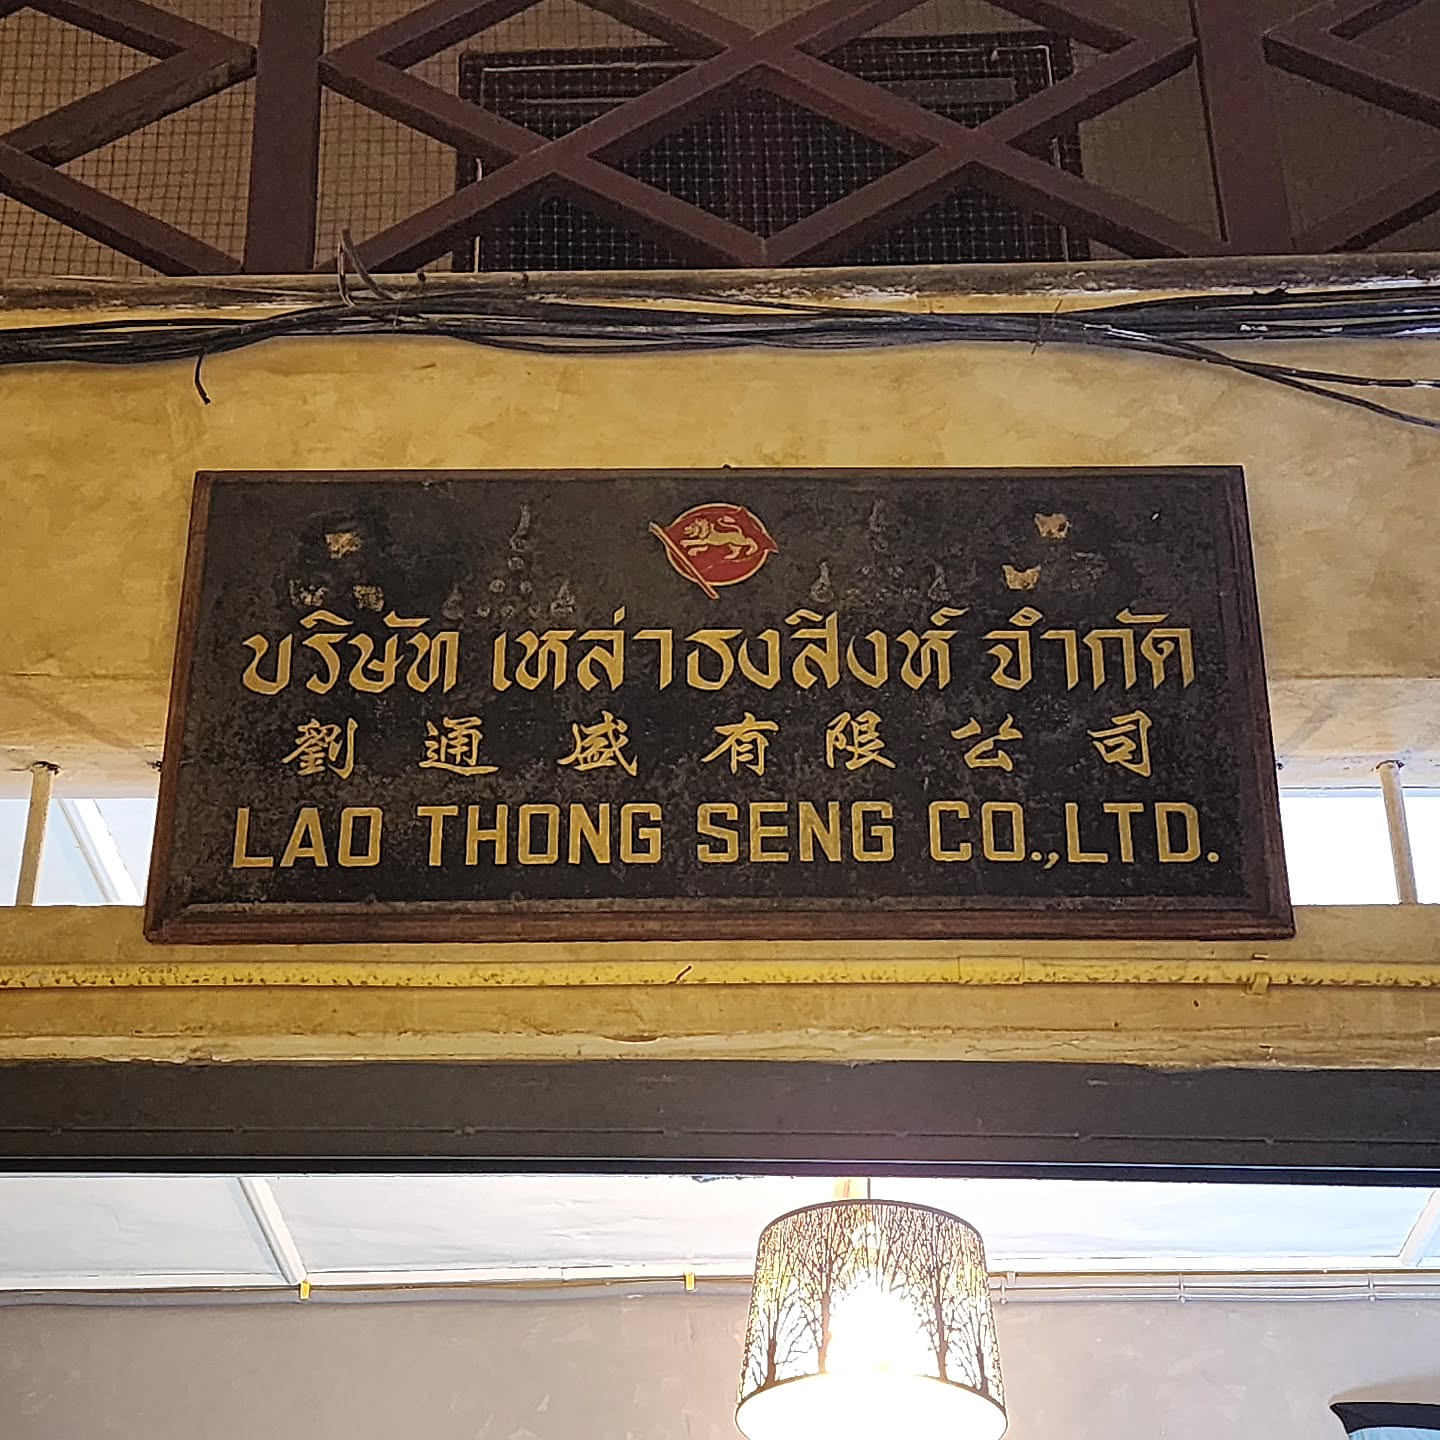 บริษัท เหล่าธงสิงห์ จำกัด
劉通盛有限公司
LAO THONG SENG CO.,LTD.